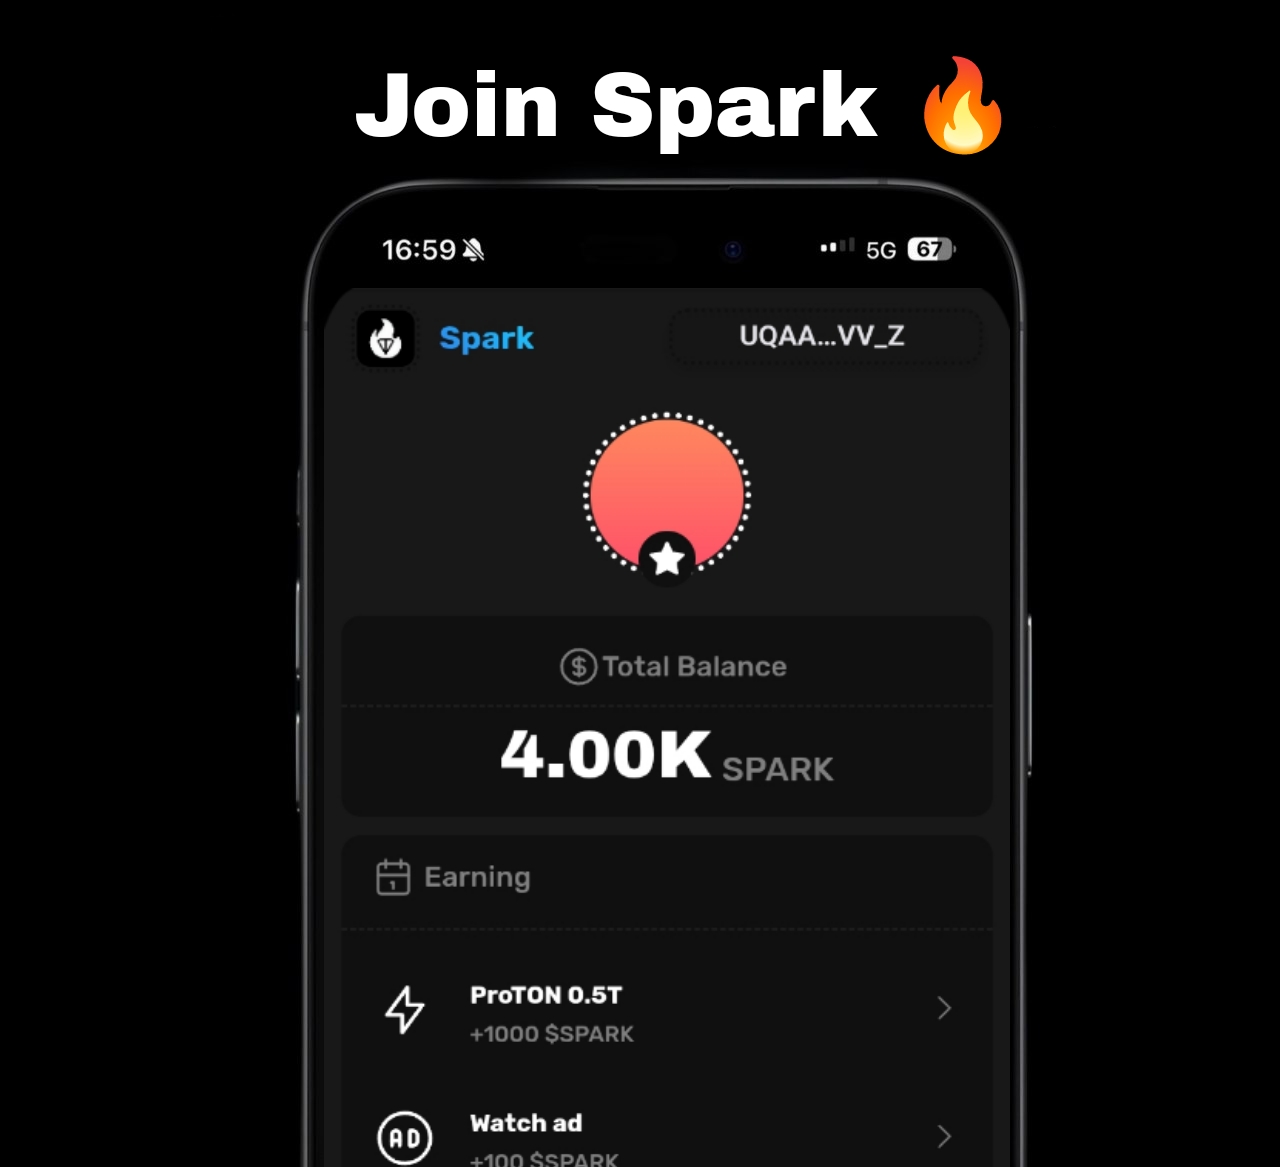 Join Spark 🔥
16:59 5G 67
Spark UQAA...VV_Z
Total Balance
4.00K SPARK
1 Earning
ProTON 0.5T
+1000 $SPARK
AD Watch ad
+100 $SPARK